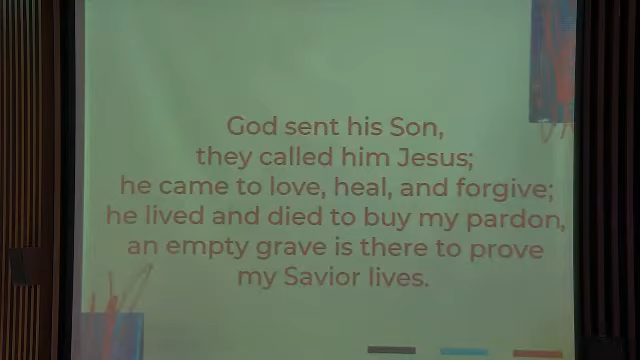 God sent his Son,
they called him Jesus;
he came to love, heal, and forgive;
he lived and died to buy my pardon,
an empty grave is there to prove
my Savior lives.